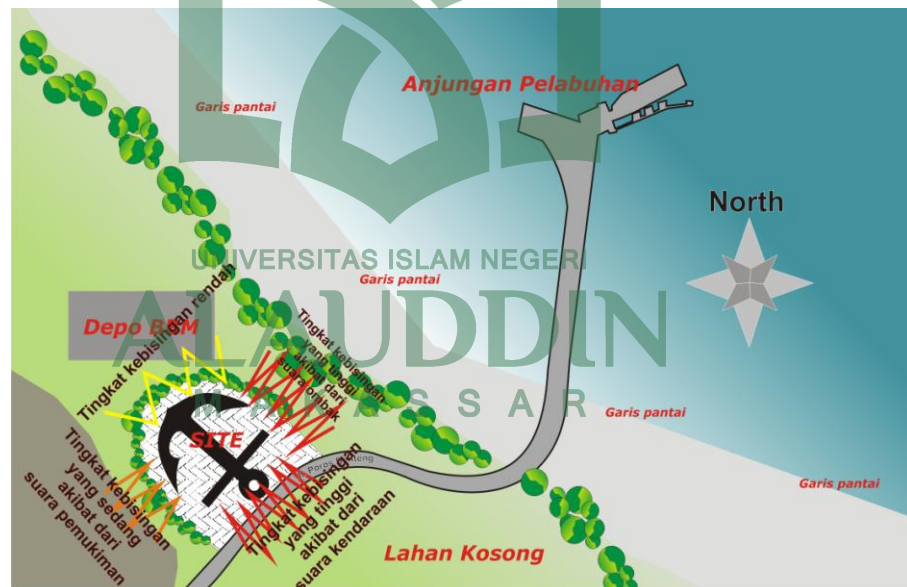 Anjungan Pelabuhan
Garis pantai
North
UNIVERSITAS ISLAM NEGERI
ALAUDDIN
M A K A S S A R
Garis pantai
Depo BBM
Tingkat kebisingan rendah
Tingkat kebisingan
yang tinggi
akibat dari
suara ombak
Garis pantai
SITE
Poros
Garis pantai
Tingkat kebisingan
yang sedang
akibat dari
suara pemukiman
Tingkat kebisingan
yang tinggi
akibat dari
suara kendaraan
Lahan Kosong